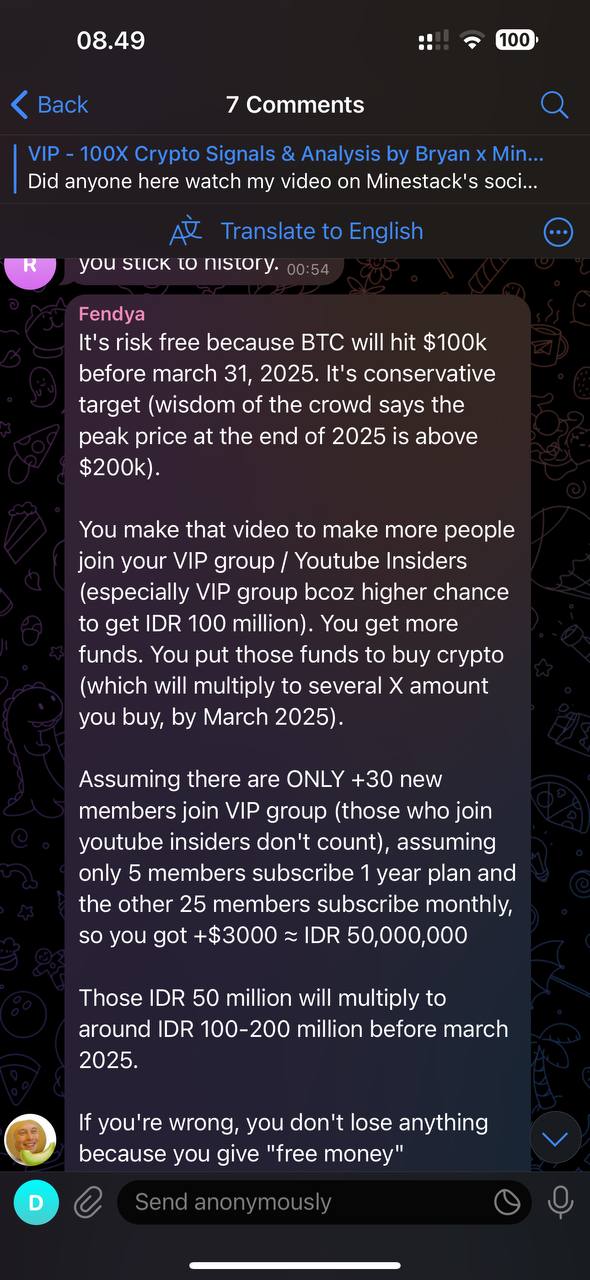 08.49
100
Back
7 Comments
VIP - 100X Crypto Signals & Analysis by Bryan x Min...
Did anyone here watch my video on Minestack's soci...
Translate to English
R
you stick to history. 00:54
Fendya
It's risk free because BTC will hit $100k
before march 31, 2025. It's conservative
target (wisdom of the crowd says the
peak price at the end of 2025 is above
$200k).
You make that video to make more people
join your VIP group / Youtube Insiders
(especially VIP group bcoz higher chance
to get IDR 100 million). You get more
funds. You put those funds to buy crypto
(which will multiply to several X amount
you buy, by March 2025).
Assuming there are ONLY +30 new
members join VIP group (those who join
youtube insiders don't count), assuming
only 5 members subscribe 1 year plan and
the other 25 members subscribe monthly,
so you got +$3000 ≈ IDR 50,000,000
Those IDR 50 million will multiply to
around IDR 100-200 million before march
2025.
If you're wrong, you don't lose anything
because you give "free money"
D
Send anonymously